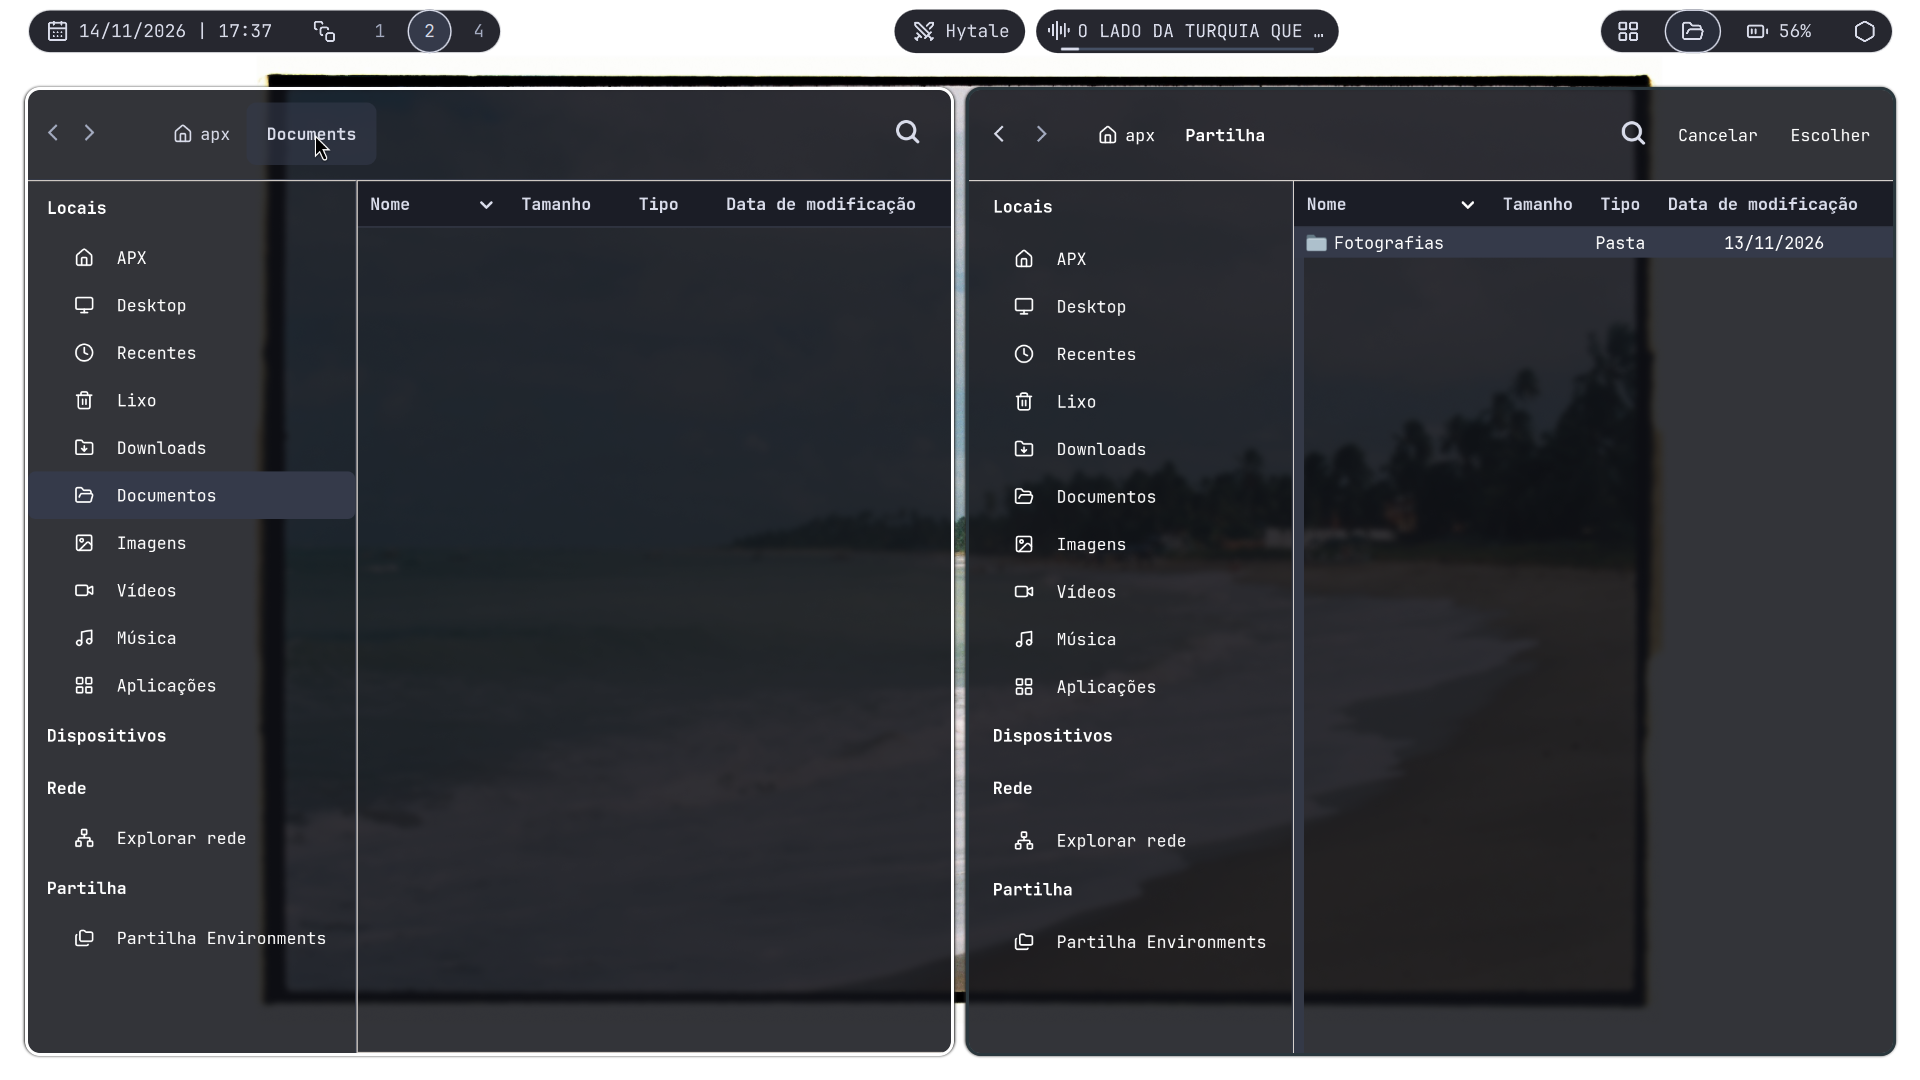 14/11/2026 | 17:37
1 2 4
Hytale
O LADO DA TURQUIA QUE …
56%
apx Documents
Locais
APX
Desktop
Recentes
Lixo
Downloads
Documentos
Imagens
Vídeos
Música
Aplicações
Dispositivos
Rede
Explorar rede
Partilha
Partilha Environments
Nome Tamanho Tipo Data de modificação
apx Partilha
Cancelar Escolher
Locais
APX
Desktop
Recentes
Lixo
Downloads
Documentos
Imagens
Vídeos
Música
Aplicações
Dispositivos
Rede
Explorar rede
Partilha
Partilha Environments
Nome Tamanho Tipo Data de modificação
Fotografias Pasta 13/11/2026